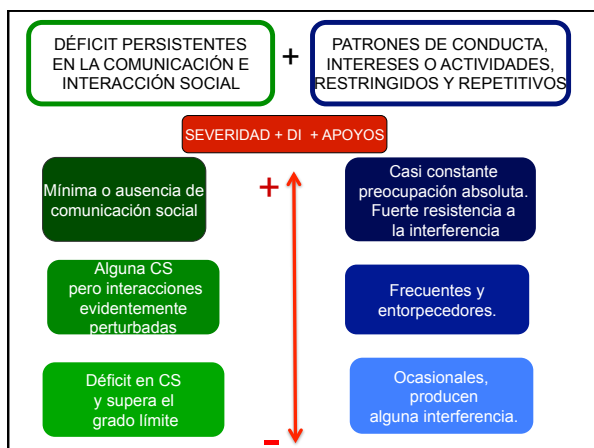 DÉFICIT PERSISTENTES
EN LA COMUNICACIÓN E
INTERACCIÓN SOCIAL
+
PATRONES DE CONDUCTA,
INTERESES O ACTIVIDADES,
RESTRINGIDOS Y REPETITIVOS
SEVERIDAD + DI + APOYOS
Mínima o ausencia de
comunicación social
+
Casi constante
preocupación absoluta.
Fuerte resistencia a
la interferencia
Alguna CS
pero interacciones
evidentemente
perturbadas
Frecuentes y
entorpecedores.
Déficit en CS
y supera el
grado límite
Ocasionales,
producen
alguna interferencia.
-